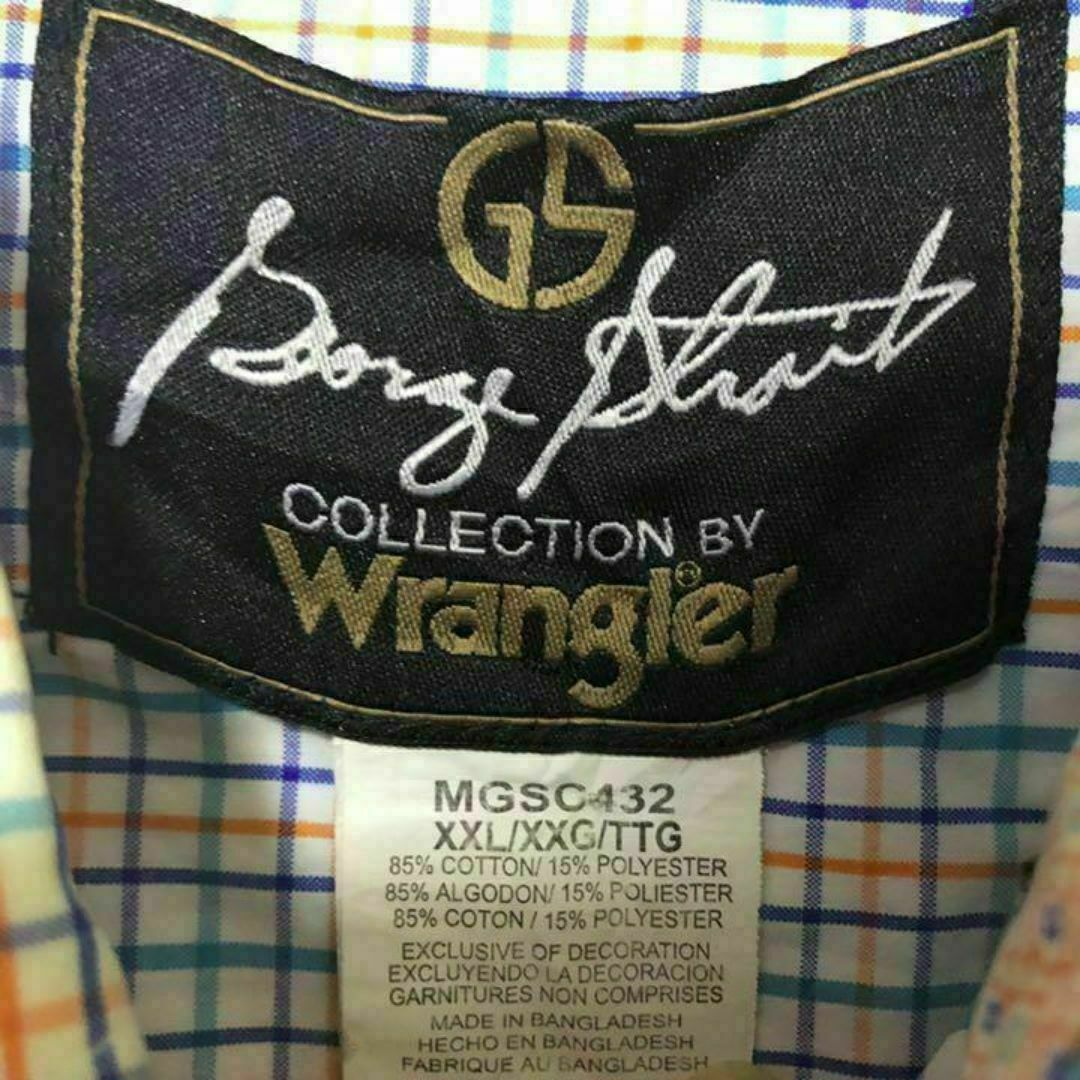 GS
George Strait
COLLECTION BY
Wrangler®
MGSC432
XXL/XXG/TTG
85% COTTON/ 15% POLYESTER
85% ALGODON/ 15% POLIESTER
85% COTON / 15% POLYESTER
EXCLUSIVE OF DECORATION
EXCLUYENDO LA DECORACION
GARNITURES NON COMPRISES
MADE IN BANGLADESH
HECHO EN BANGLADESH
FABRIQUE AU BANGLADESH